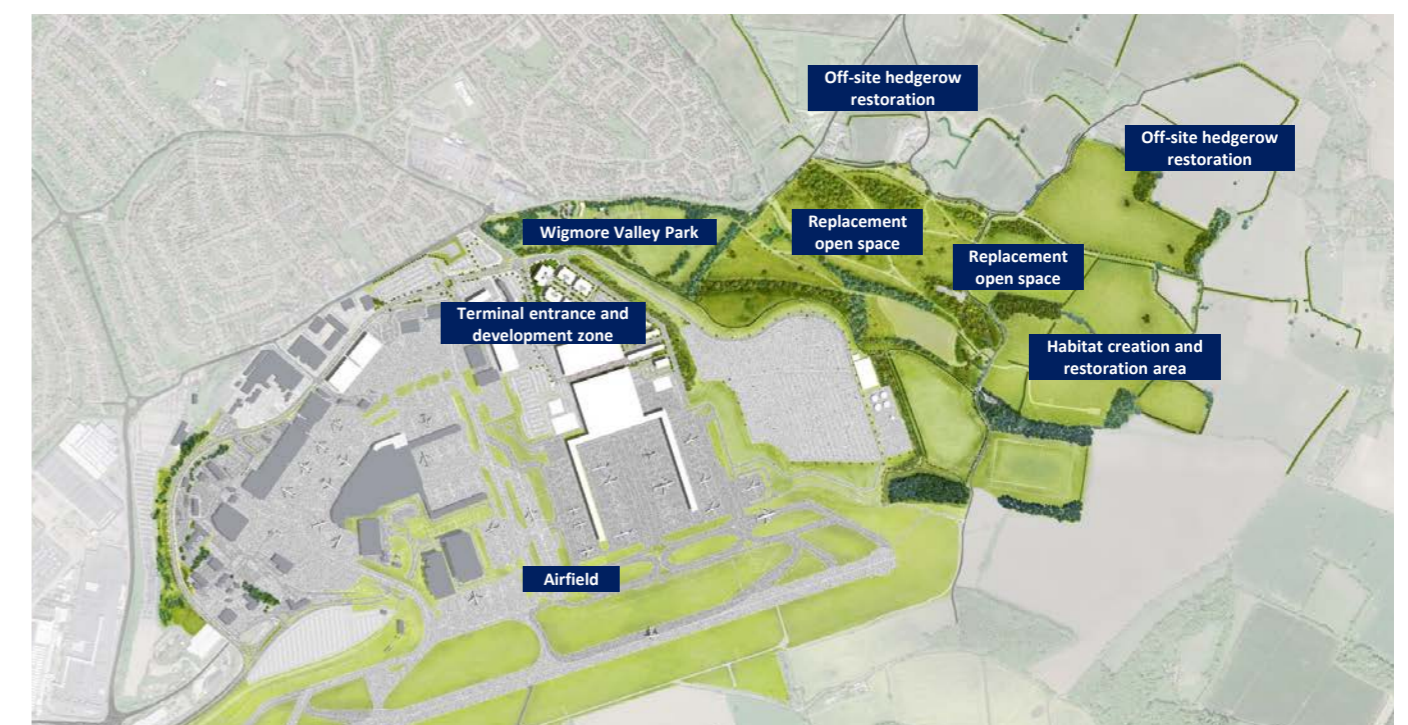 Off-site hedgerow
restoration
Off-site hedgerow
restoration
Wigmore Valley Park
Replacement
open space
Replacement
open space
Terminal entrance and
development zone
Habitat creation and
restoration area
Airfield